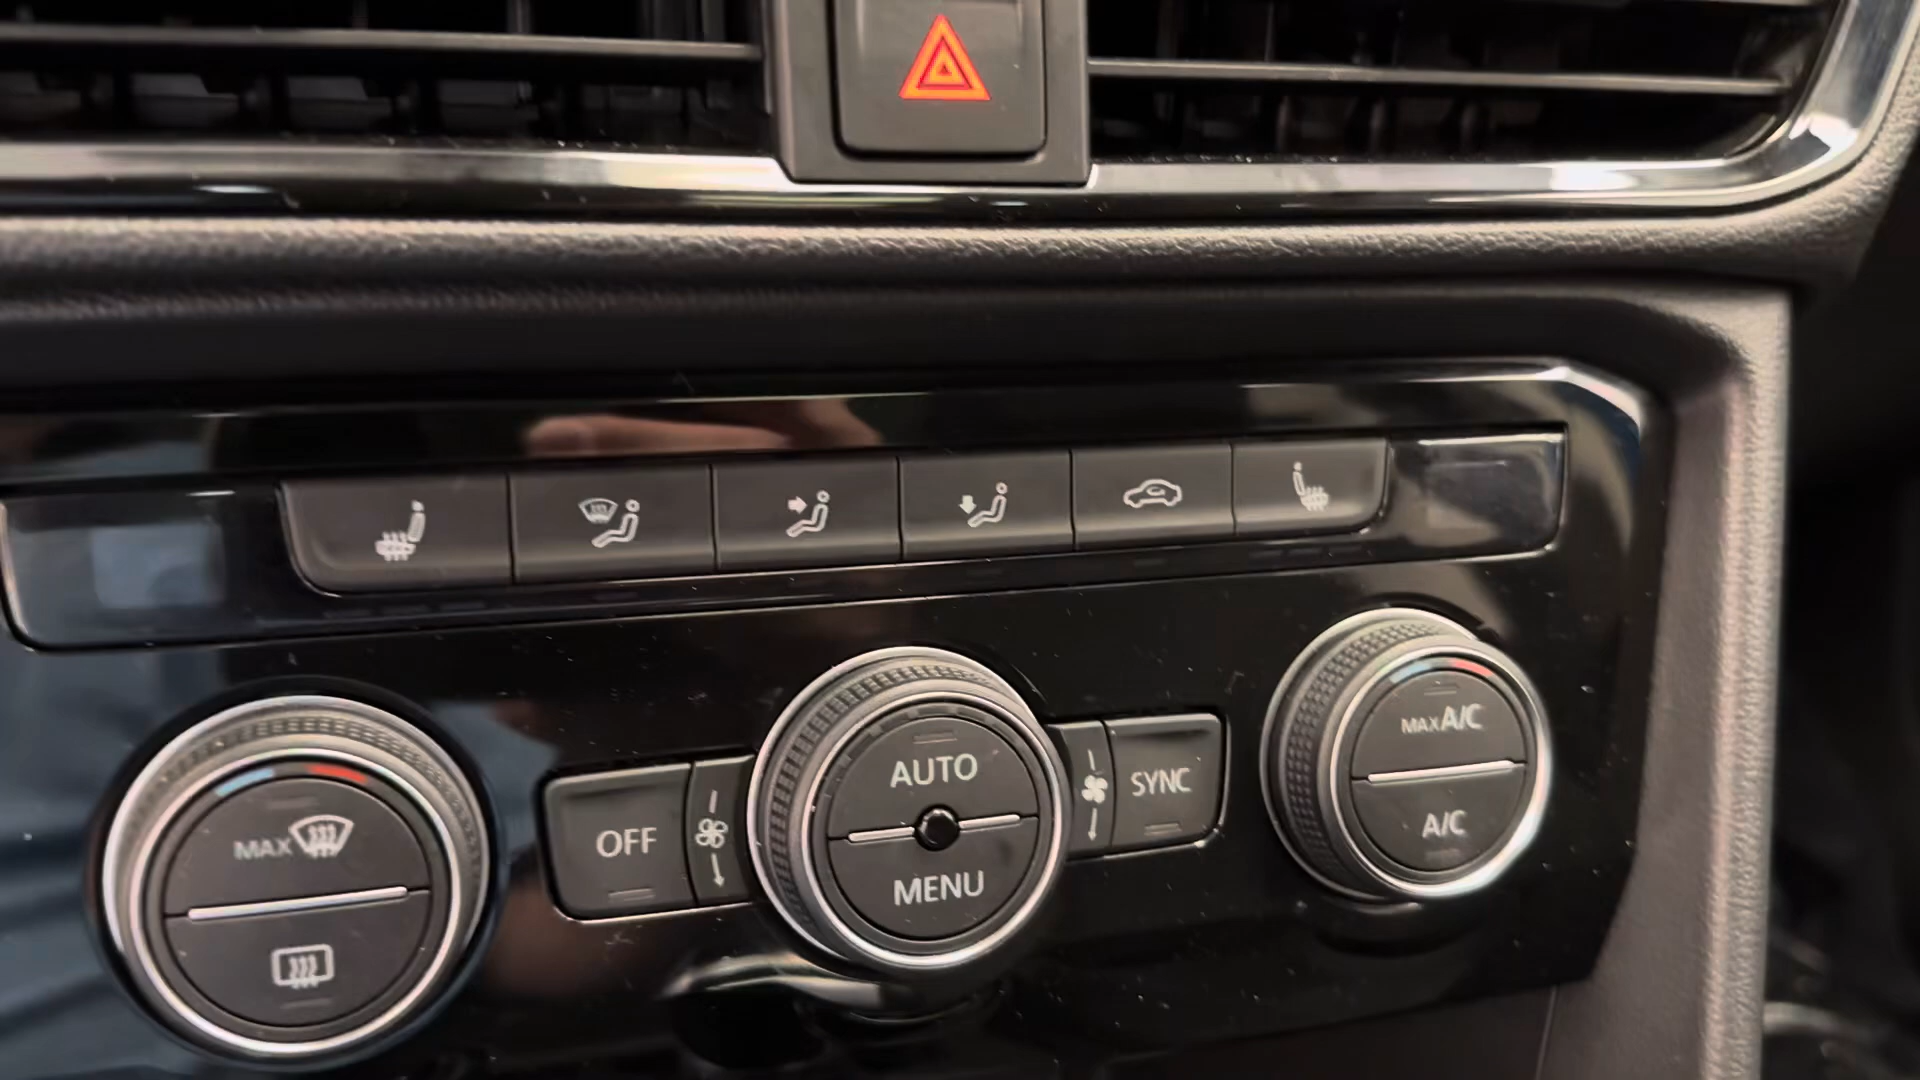 MAX
OFF
AUTO
MENU
SYNC
MAX A/C
A/C